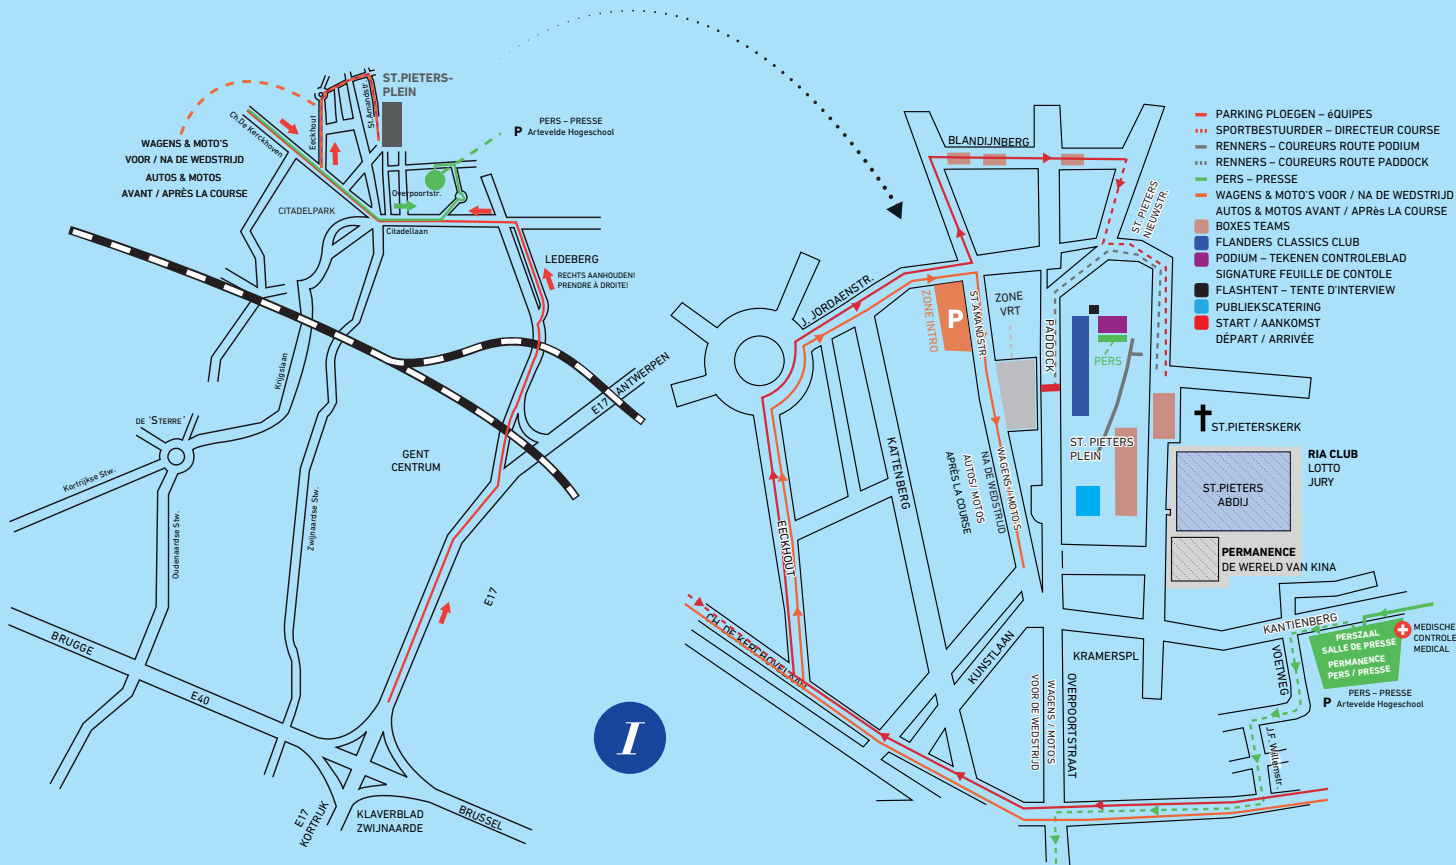 ST.PIETERS-
PLEIN
PERS – PRESSE
P Artevelde Hogeschool
WAGENS & MOTO'S
VOOR / NA DE WEDSTRIJD
AUTOS & MOTOS
AVANT / APRÈS LA COURSE
Ch.De Kerckhoven
Eeckhout
St.Amandstr.
Overpoortstr.
CITADELPARK
Citadellaan
LEDEBERG
RECHTS AANHOUDEN!
PRENDRE À DROITE!
Krijgslaan
E17 ANTWERPEN
DE 'STERRE'
GENT
CENTRUM
Kortrijkse Stw.
Oudenaardse Stw.
Zwijnaardse Stw.
E17
BRUGGE
E40
E17
KORTRIJK
KLAVERBLAD
ZWIJNAARDE
BRUSSEL
I
BLANDIJNBERG
ST. PIETERS
NIEUWSTR.
J. JORDAENSTR.
ZONE INTRO
P
ST.AMANDSTR.
ZONE
VRT
PADDOCK
PERS
KATTENBERG
EECKHOUT
WAGENS / MOTO'S
NA DE WEDSTRIJD
AUTOS/ MOTOS
APRÈS LA COURSE
ST. PIETERS
PLEIN
ST.PIETERSKERK
RIA CLUB
LOTTO
JURY
ST.PIETERS
ABDIJ
PERMANENCE
DE WERELD VAN KINA
KANTIENBERG
PERSZAAL
SALLE DE PRESSE
PERMANENCE
PERS / PRESSE
MEDISCHE
CONTROLE
MEDICAL
PERS – PRESSE
P Artevelde Hogeschool
VOETWEG
J.F. Willemstr.
CH. DE KERCHOVELAAN
KUNSTLAAN
KRAMERSPL
OVERPOORTSTRAAT
WAGENS / MOTO'S
VOOR DE WEDSTRIJD
PARKING PLOEGEN – éQUIPES
SPORTBESTUURDER – DIRECTEUR COURSE
RENNERS – COUREURS ROUTE PODIUM
RENNERS – COUREURS ROUTE PADDOCK
PERS – PRESSE
WAGENS & MOTO'S VOOR / NA DE WEDSTRIJD
AUTOS & MOTOS AVANT / APRès LA COURSE
BOXES TEAMS
FLANDERS CLASSICS CLUB
PODIUM – TEKENEN CONTROLEBLAD
SIGNATURE FEUILLE DE CONTOLE
FLASHTENT – TENTE D'INTERVIEW
PUBLIEKSCATERING
START / AANKOMST
DÉPART / ARRIVÉE